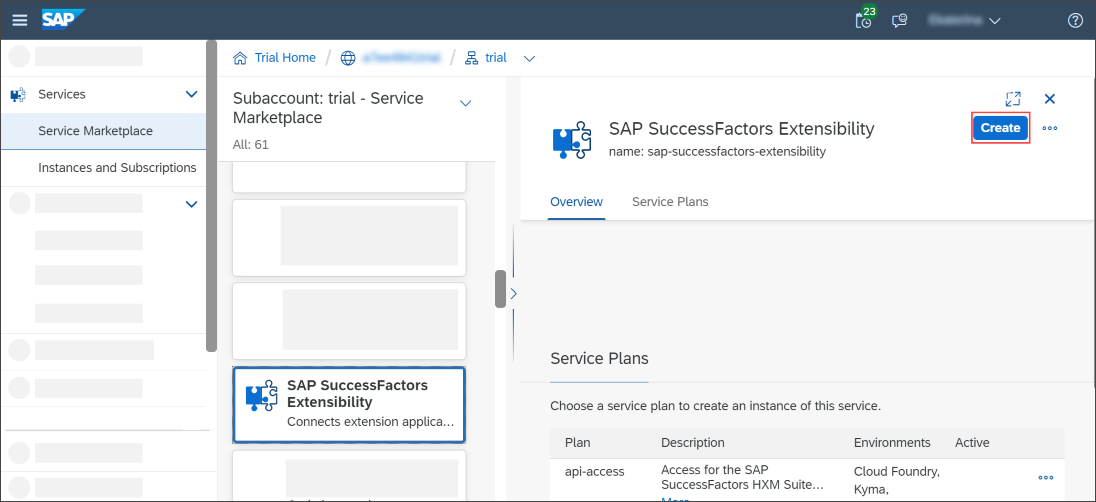 SAP
23
Services
Service Marketplace
Instances and Subscriptions
Trial Home
trial
Subaccount: trial - Service
Marketplace
All: 61
SAP SuccessFactors
Extensibility
Connects extension applica...
SAP SuccessFactors Extensibility
name: sap-successfactors-extensibility
Create
Overview
Service Plans
Service Plans
Choose a service plan to create an instance of this service.
Plan Description Environments Active
api-access Access for the SAP Cloud Foundry,
SuccessFactors HXM Suite... Kyma,
More